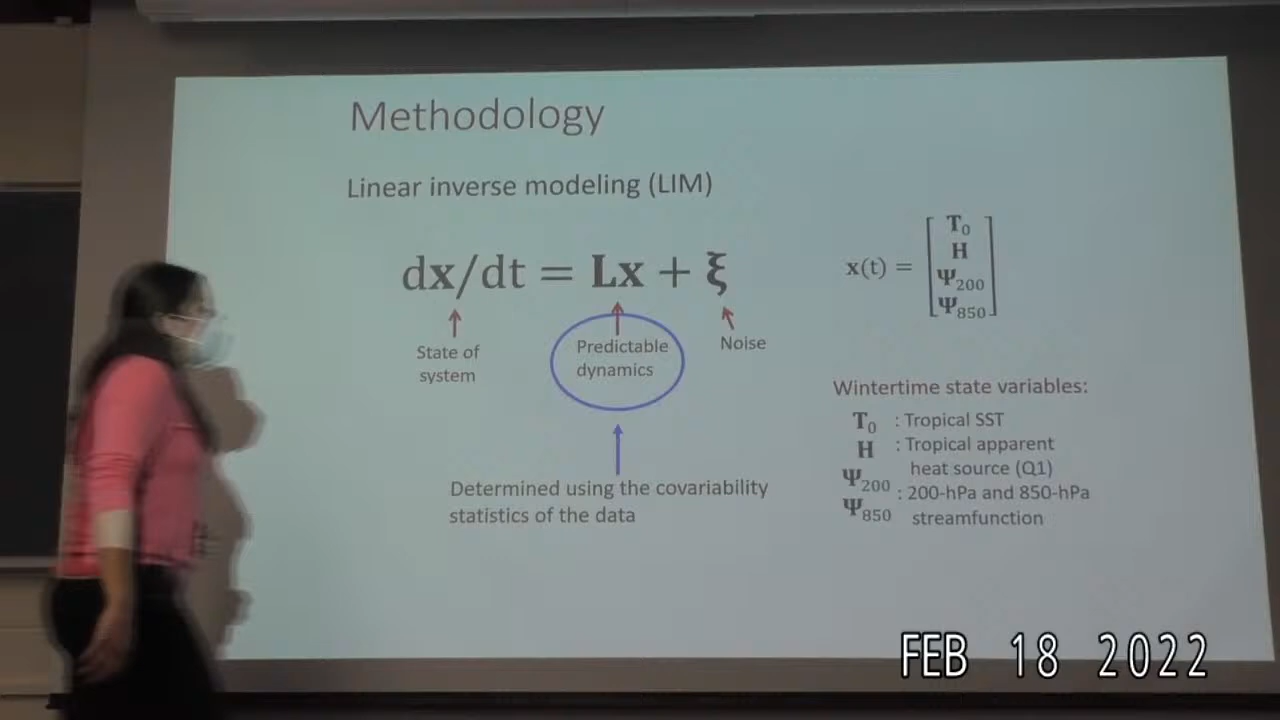 Methodology
Linear inverse modeling (LIM)
dx/dt = Lx + ξ
State of
system
Predictable
dynamics
Noise
Determined using the covariability
statistics of the data
x(t) =
T₀
H
Ψ₂₀₀
Ψ₈₅₀
Wintertime state variables:
T₀ : Tropical SST
H : Tropical apparent
heat source (Q1)
Ψ₂₀₀ : 200-hPa and 850-hPa
Ψ₈₅₀ streamfunction
FEB 18 2022